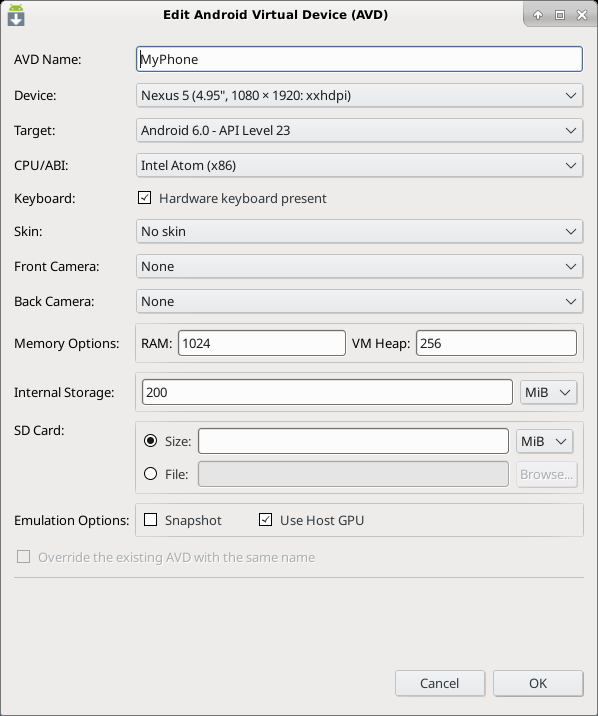 Edit Android Virtual Device (AVD)
AVD Name: MyPhone
Device: Nexus 5 (4.95", 1080 × 1920: xxhdpi)
Target: Android 6.0 - API Level 23
CPU/ABI: Intel Atom (x86)
Keyboard: Hardware keyboard present
Skin: No skin
Front Camera: None
Back Camera: None
Memory Options: RAM: 1024 VM Heap: 256
Internal Storage: 200 MiB
SD Card:
Size: MiB
File: Browse...
Emulation Options: Snapshot Use Host GPU
Override the existing AVD with the same name
Cancel OK